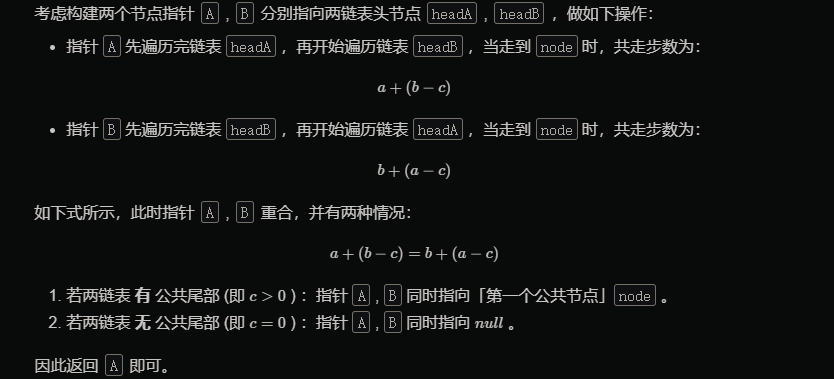 考虑构建两个节点指针 A , B 分别指向两链表头节点 headA , headB ，做如下操作：
• 指针 A 先遍历完链表 headA ，再开始遍历链表 headB ，当走到 node 时，共走步数为：
a + (b − c)
• 指针 B 先遍历完链表 headB ，再开始遍历链表 headA ，当走到 node 时，共走步数为：
b + (a − c)
如下式所示，此时指针 A , B 重合，并有两种情况：
a + (b − c) = b + (a − c)
1. 若两链表 有 公共尾部 (即 c > 0 ) ：指针 A , B 同时指向「第一个公共节点」node 。
2. 若两链表 无 公共尾部 (即 c = 0 ) ：指针 A , B 同时指向 null 。
因此返回 A 即可。